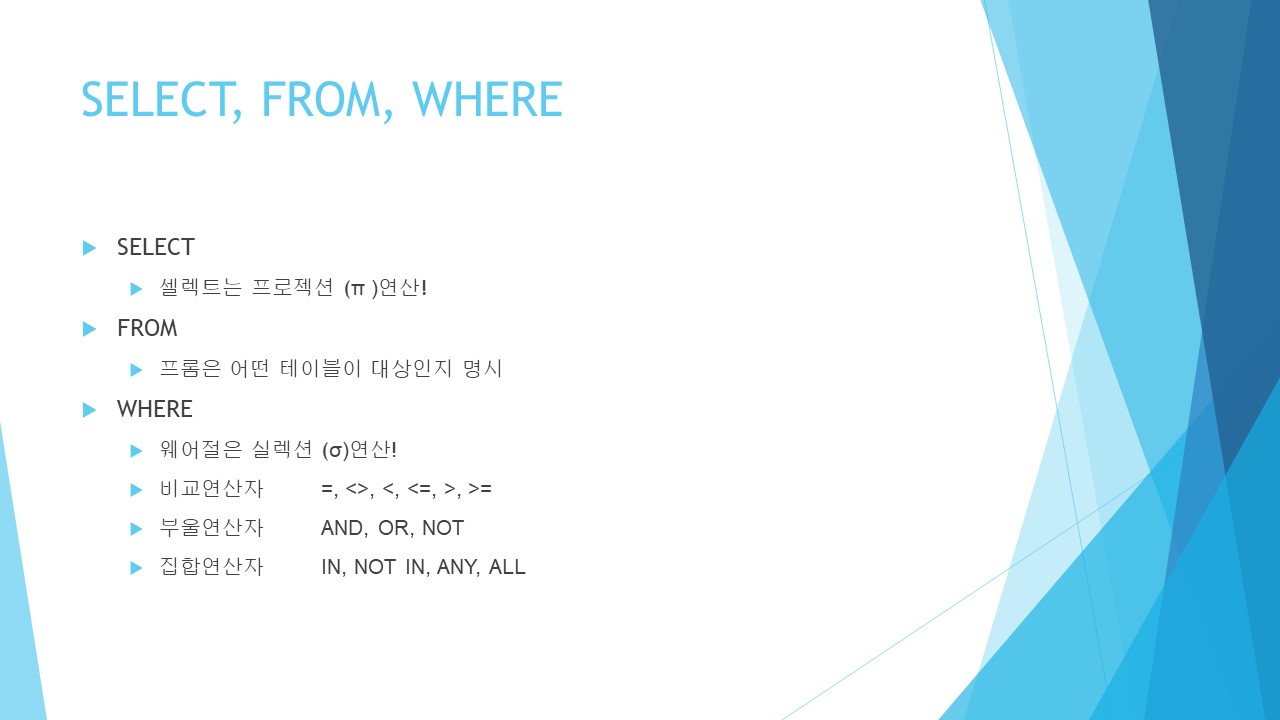 SELECT, FROM, WHERE
SELECT
셀렉트는 프로젝션 (π )연산!
FROM
프롬은 어떤 테이블이 대상인지 명시
WHERE
웨어절은 실렉션 (σ)연산!
비교연산자 =, <>, <, <=, >, >=
부울연산자 AND, OR, NOT
집합연산자 IN, NOT IN, ANY, ALL